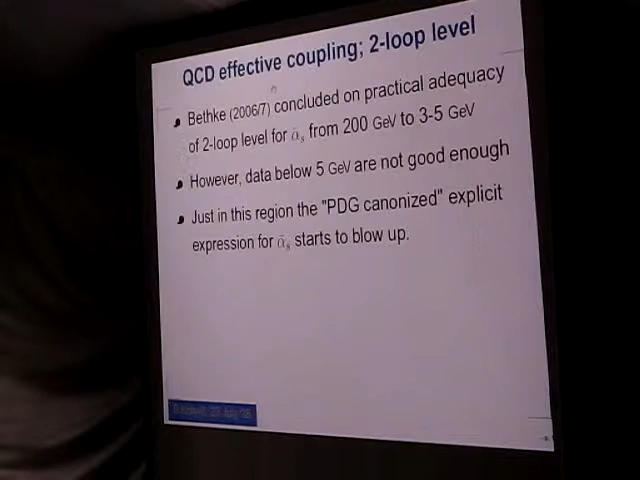 QCD effective coupling; 2-loop level
Bethke (2006/7) concluded on practical adequacy
of 2-loop level for ᾱₛ from 200 GeV to 3-5 GeV
However, data below 5 GeV are not good enough
Just in this region the "PDG canonized" explicit
expression for ᾱₛ starts to blow up.